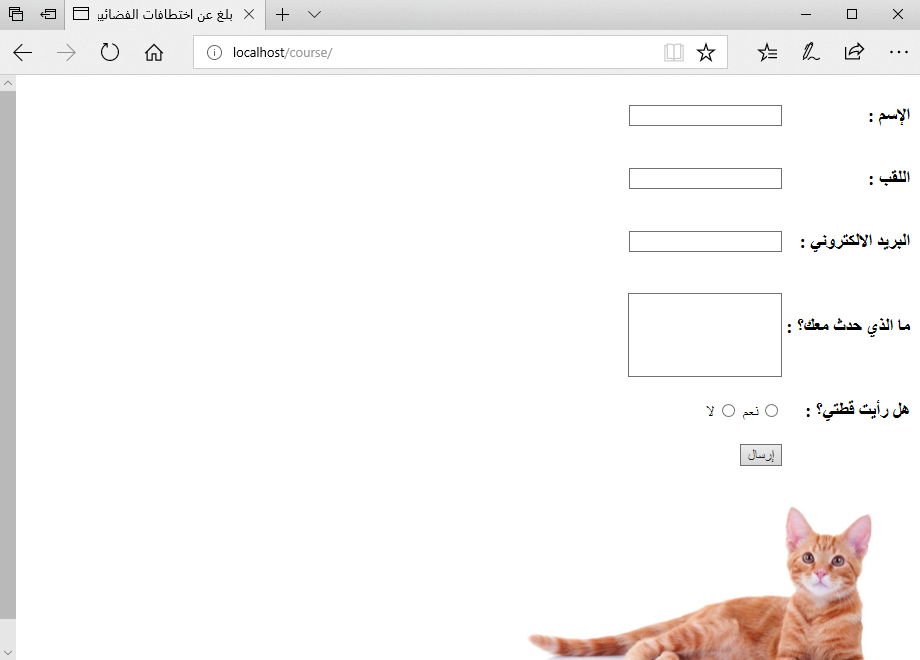 بلغ عن اختطافات الفضائيي
localhost/course/
الإسم :
اللقب :
البريد الالكتروني :
ما الذي حدث معك؟ :
هل رأيت قطتي؟ : نعم لا
إرسال